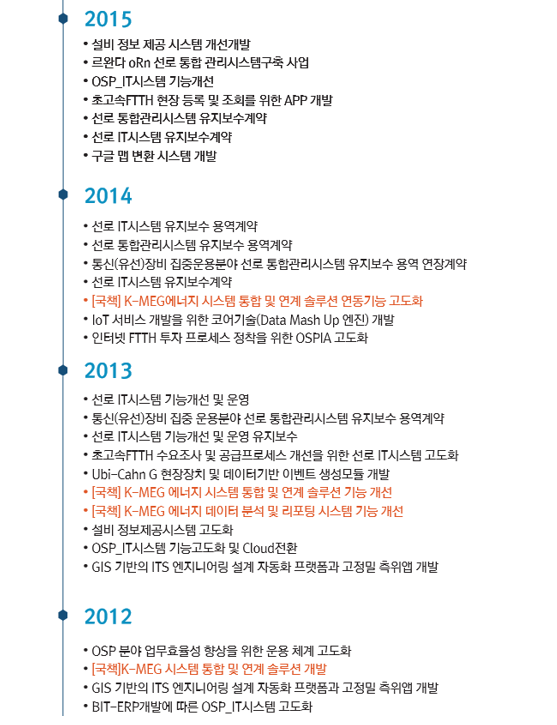 2015
• 설비 정보 제공 시스템 개선개발
• 르완다 oRn 선로 통합 관리시스템구축 사업
• OSP_IT시스템 기능개선
• 초고속FTTH 현장 등록 및 조회를 위한 APP 개발
• 선로 통합관리시스템 유지보수계약
• 선로 IT시스템 유지보수계약
• 구글 맵 변환 시스템 개발
2014
• 선로 IT시스템 유지보수 용역계약
• 선로 통합관리시스템 유지보수 용역계약
• 통신(유선)장비 집중운용분야 선로 통합관리시스템 유지보수 용역 연장계약
• 선로 IT시스템 유지보수계약
• [국책] K-MEG에너지 시스템 통합 및 연계 솔루션 연동기능 고도화
• IoT 서비스 개발을 위한 코어기술(Data Mash Up 엔진) 개발
• 인터넷 FTTH 투자 프로세스 정착을 위한 OSPIA 고도화
2013
• 선로 IT시스템 기능개선 및 운영
• 통신(유선)장비 집중 운용분야 선로 통합관리시스템 유지보수 용역계약
• 선로 IT시스템 기능개선 및 운영 유지보수
• 초고속FTTH 수요조사 및 공급프로세스 개선을 위한 선로 IT시스템 고도화
• Ubi-Cahn G 현장장치 및 데이터기반 이벤트 생성모듈 개발
• [국책] K-MEG 에너지 시스템 통합 및 연계 솔루션 기능 개선
• [국책] K-MEG 에너지 데이터 분석 및 리포팅 시스템 기능 개선
• 설비 정보제공시스템 고도화
• OSP_IT시스템 기능고도화 및 Cloud전환
• GIS 기반의 ITS 엔지니어링 설계 자동화 프랫폼과 고정밀 측위앱 개발
2012
• OSP 분야 업무효율성 향상을 위한 운용 체계 고도화
• [국책]K-MEG 시스템 통합 및 연계 솔루션 개발
• GIS 기반의 ITS 엔지니어링 설계 자동화 프랫폼과 고정밀 측위앱 개발
• BIT-ERP개발에 따른 OSP_IT시스템 고도화